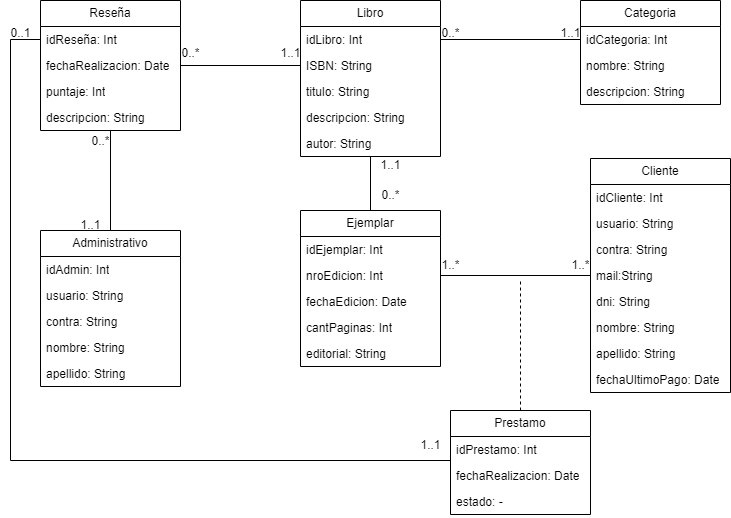 Reseña
idReseña: Int
fechaRealizacion: Date
puntaje: Int
descripcion: String
0..1
0..*
1..1
Libro
idLibro: Int
ISBN: String
titulo: String
descripcion: String
autor: String
0..*
1..1
Categoria
idCategoria: Int
nombre: String
descripcion: String
0..*
1..1
1..1
0..*
Administrativo
idAdmin: Int
usuario: String
contra: String
nombre: String
apellido: String
Ejemplar
idEjemplar: Int
nroEdicion: Int
fechaEdicion: Date
cantPaginas: Int
editorial: String
1..*
1..*
Cliente
idCliente: Int
usuario: String
contra: String
mail:String
dni: String
nombre: String
apellido: String
fechaUltimoPago: Date
1..1
Prestamo
idPrestamo: Int
fechaRealizacion: Date
estado: -